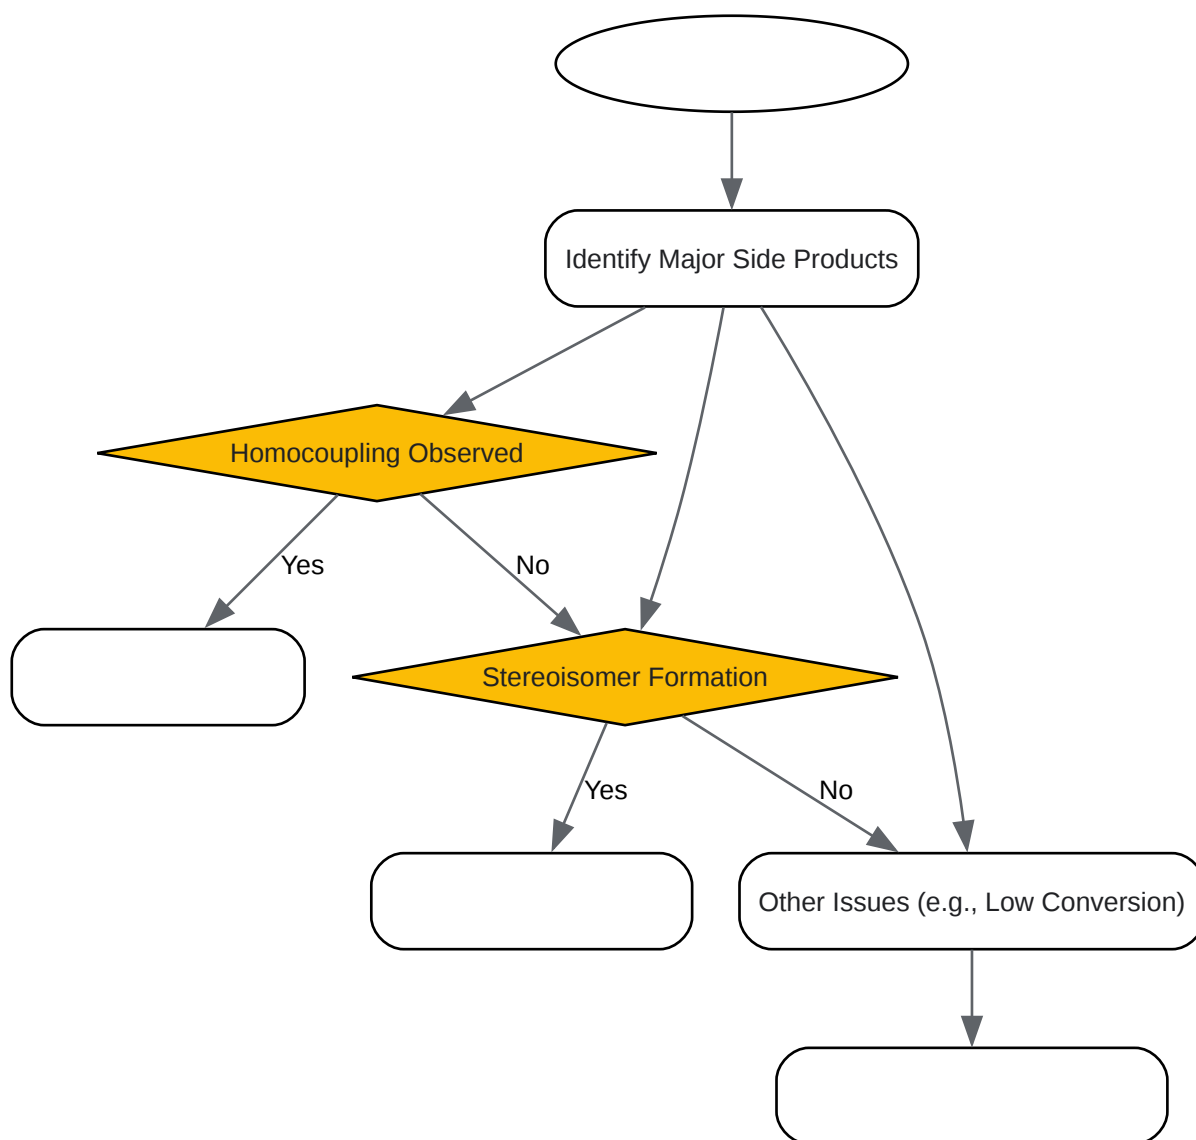 Identify Major Side Products
Homocoupling Observed
Yes
No
Stereoisomer Formation
Yes
No
Other Issues (e.g., Low Conversion)